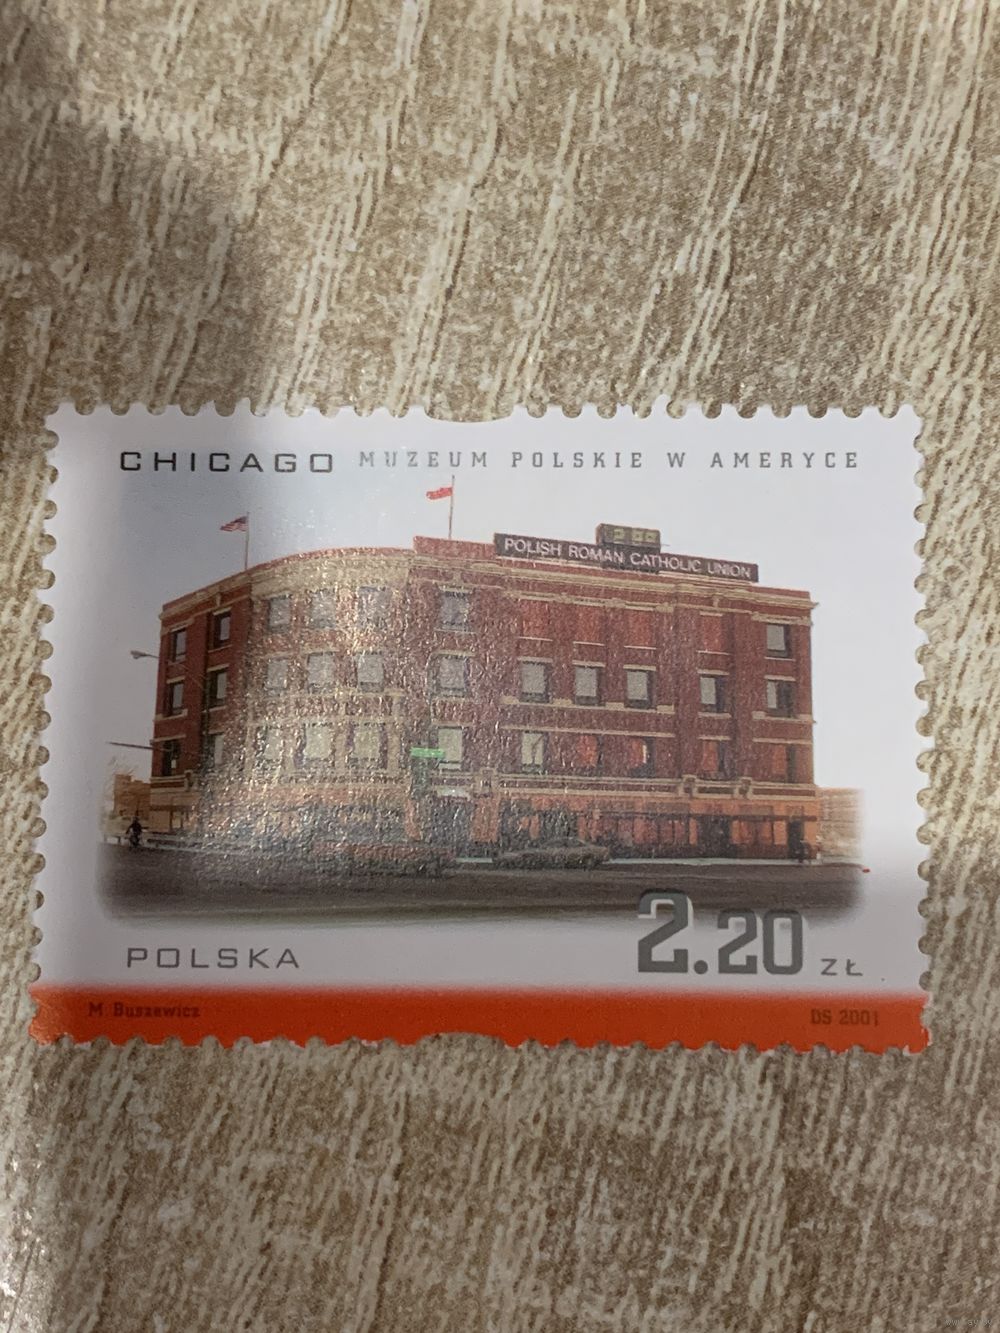 CHICAGO MUZEUM POLSKIE W AMERYCE
POLISH ROMAN CATHOLIC UNION
POLSKA
2.20 ZŁ
M. Buszewicz
DS 2001